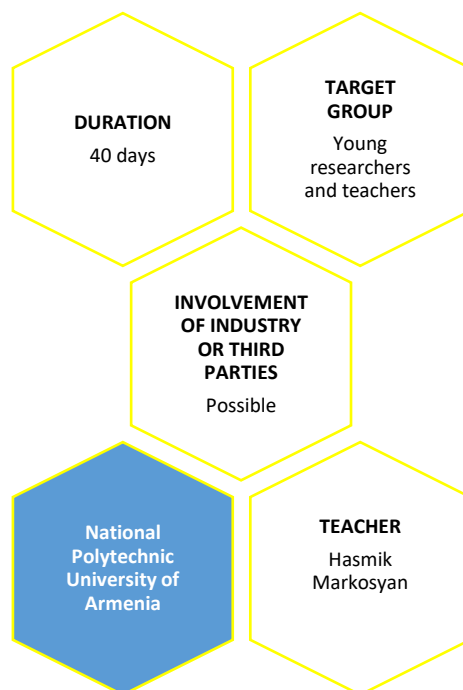 DURATION
40 days
TARGET
GROUP
Young
researchers
and teachers
INVOLVEMENT
OF INDUSTRY
OR THIRD
PARTIES
Possible
National
Polytechnic
University of
Armenia
TEACHER
Hasmik
Markosyan